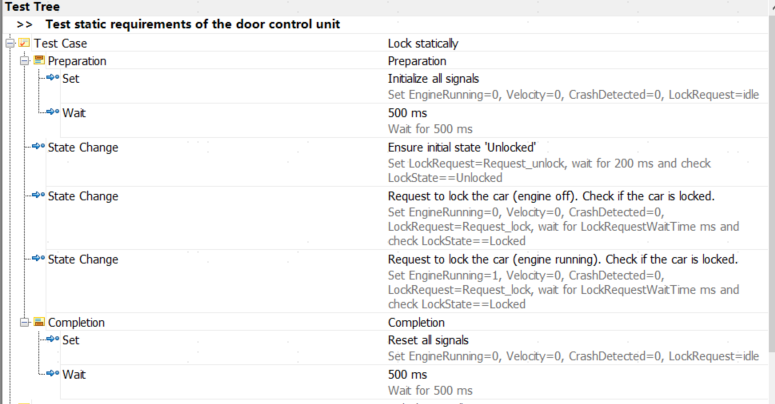 Test Tree
>> Test static requirements of the door control unit
Test Case Lock statically
Preparation Preparation
Set Initialize all signals
Set EngineRunning=0, Velocity=0, CrashDetected=0, LockRequest=idle
Wait 500 ms
Wait for 500 ms
State Change Ensure initial state 'Unlocked'
Set LockRequest=Request_unlock, wait for 200 ms and check
LockState==Unlocked
State Change Request to lock the car (engine off). Check if the car is locked.
Set EngineRunning=0, Velocity=0, CrashDetected=0,
LockRequest=Request_lock, wait for LockRequestWaitTime ms and
check LockState==Locked
State Change Request to lock the car (engine running). Check if the car is locked.
Set EngineRunning=1, Velocity=0, CrashDetected=0,
LockRequest=Request_lock, wait for LockRequestWaitTime ms and
check LockState==Locked
Completion Completion
Set Reset all signals
Set EngineRunning=0, Velocity=0, CrashDetected=0, LockRequest=idle
Wait 500 ms
Wait for 500 ms